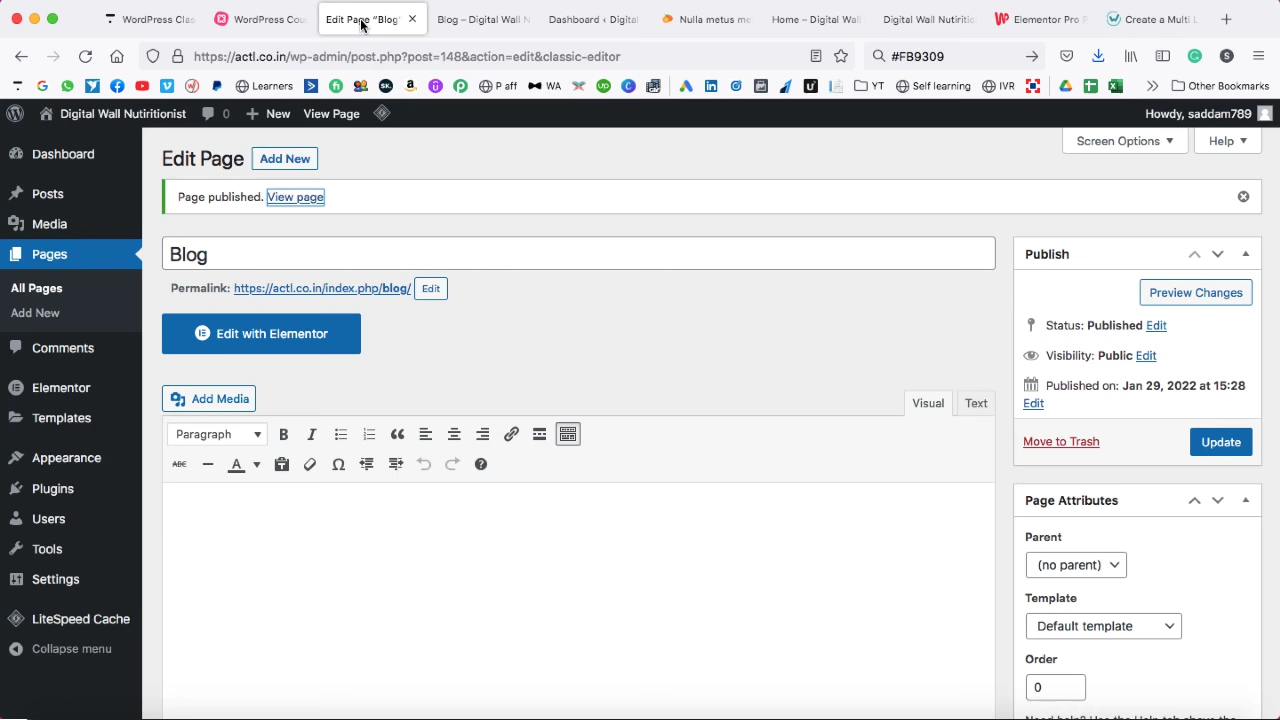 WordPress Clas
WordPress Cou
Edit Page "Blog"
Blog – Digital Wall N
Dashboard ‹ Digital
Nulla metus me
Home – Digital Wal
Digital Wall Nutritio
Elementor Pro F
Create a Multi L
https://actl.co.in/wp-admin/post.php?post=148&action=edit&classic-editor
#FB9309
Learners
P aff
WA
YT
Self learning
IVR
Other Bookmarks
Digital Wall Nutritionist
0
New
View Page
Howdy, saddam789
Screen Options
Help
Dashboard
Posts
Media
Pages
All Pages
Add New
Comments
Elementor
Templates
Appearance
Plugins
Users
Tools
Settings
LiteSpeed Cache
Collapse menu
Edit Page
Add New
Page published. View page
Blog
Permalink: https://actl.co.in/index.php/blog/ Edit
Edit with Elementor
Add Media
Visual
Text
Paragraph
Publish
Preview Changes
Status: Published Edit
Visibility: Public Edit
Published on: Jan 29, 2022 at 15:28
Edit
Move to Trash
Update
Page Attributes
Parent
(no parent)
Template
Default template
Order
0